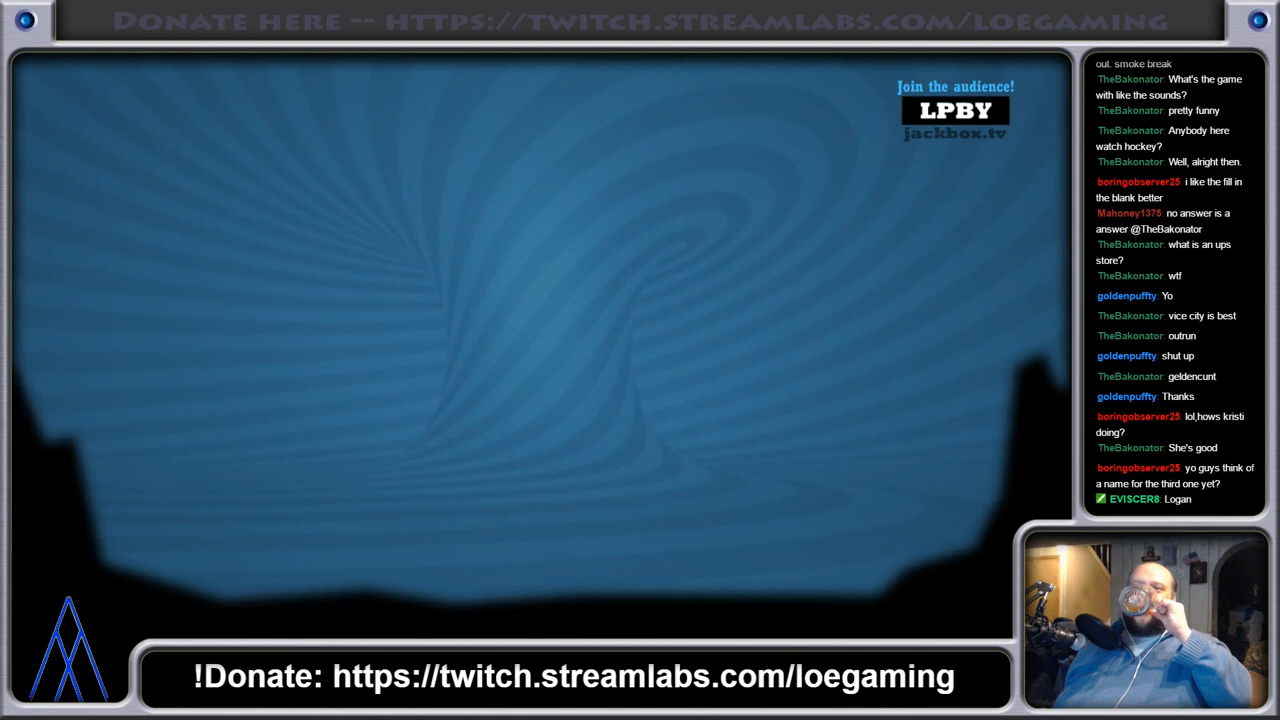 Donate here -- https://twitch.streamlabs.com/loegaming
Join the audience!
LPBY
jackbox.tv
out. smoke break
TheBakonator: What's the game
with like the sounds?
TheBakonator: pretty funny
TheBakonator: Anybody here
watch hockey?
TheBakonator: Well, alright then.
boringobserver25: i like the fill in
the blank better
Mahoney1375: no answer is a
answer @TheBakonator
TheBakonator: what is an ups
store?
TheBakonator: wtf
goldenpuffty: Yo
TheBakonator: vice city is best
TheBakonator: outrun
goldenpuffty: shut up
TheBakonator: geldencunt
goldenpuffty: Thanks
boringobserver25: lol,hows kristi
doing?
TheBakonator: She's good
boringobserver25: yo guys think of
a name for the third one yet?
EVISCER8: Logan
!Donate: https://twitch.streamlabs.com/loegaming